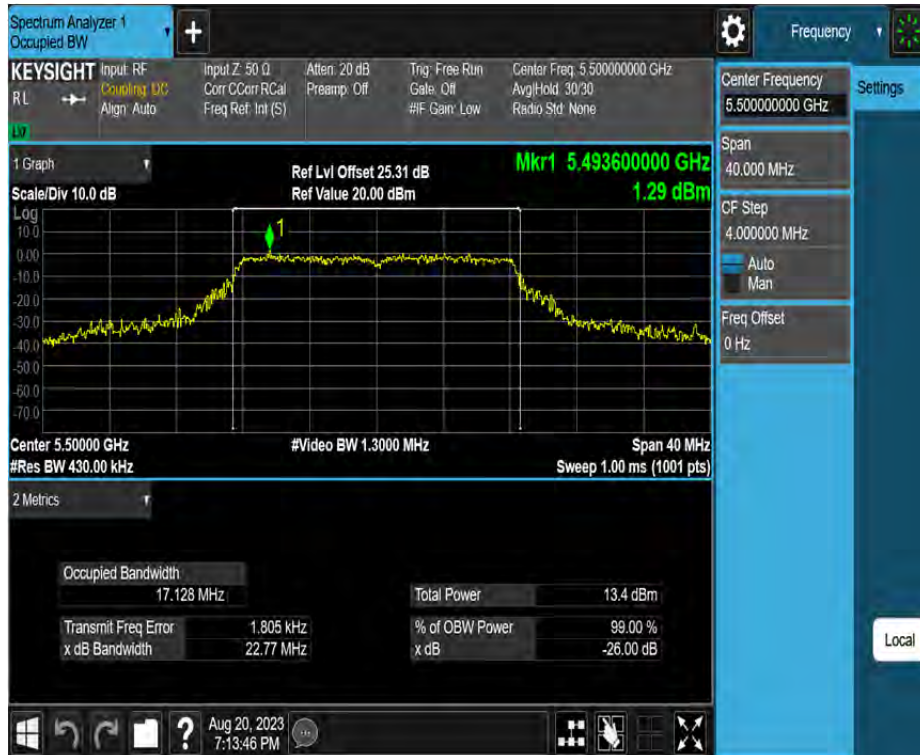 Spectrum Analyzer 1
Occupied BW
+
Frequency
KEYSIGHT
RL
Input: RF
Coupling: DC
Align: Auto
Input Z: 50 Ω
Corr CCorr RCal
Freq Ref: Int (S)
Atten: 20 dB
Preamp: Off
Trig: Free Run
Gate: Off
#IF Gain: Low
Center Freq: 5.500000000 GHz
Avg|Hold: 30/30
Radio Std: None
Center Frequency
5.500000000 GHz
Settings
Span
40.000 MHz
CF Step
4.000000 MHz
Auto
Man
Freq Offset
0 Hz
Local
1 Graph
Scale/Div 10.0 dB
Ref Lvl Offset 25.31 dB
Ref Value 20.00 dBm
Mkr1 5.493600000 GHz
1.29 dBm
Log
10.0
0.00
-10.0
-20.0
-30.0
-40.0
-50.0
-60.0
-70.0
1
Center 5.50000 GHz
#Res BW 430.00 kHz
#Video BW 1.3000 MHz
Span 40 MHz
Sweep 1.00 ms (1001 pts)
2 Metrics
Occupied Bandwidth
17.128 MHz
Transmit Freq Error 1.805 kHz
x dB Bandwidth 22.77 MHz
Total Power 13.4 dBm
% of OBW Power 99.00 %
x dB -26.00 dB
?
Aug 20, 2023
7:13:46 PM